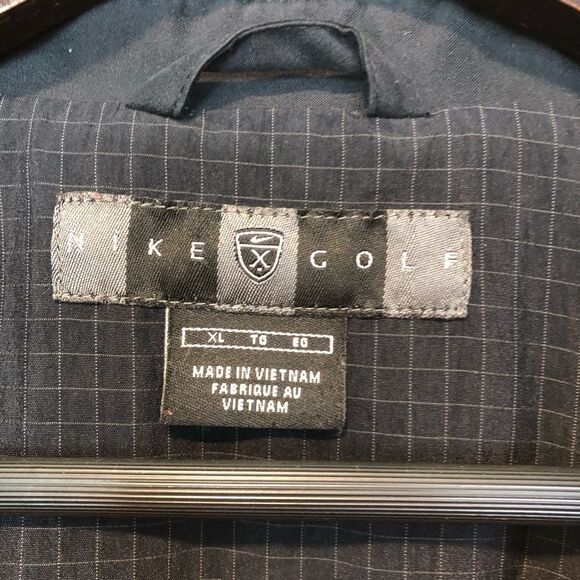 NIKE GOLF
XL TG EG
MADE IN VIETNAM
FABRIQUE AU
VIETNAM